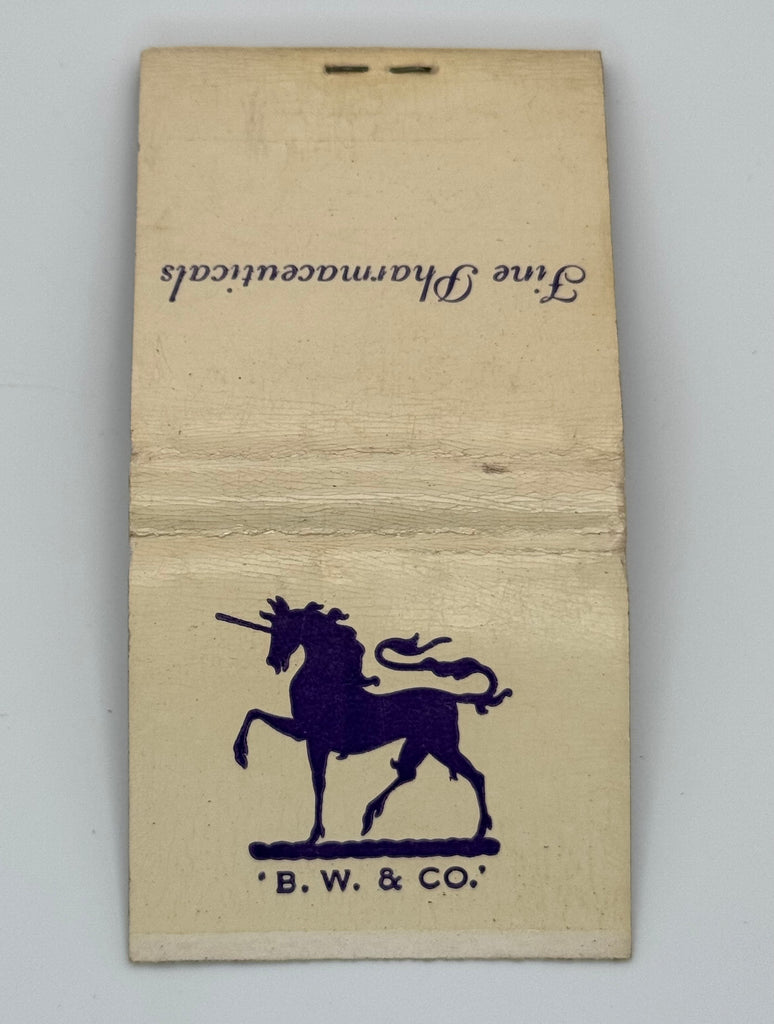 Fine Pharmaceuticals
'B. W. & CO.'